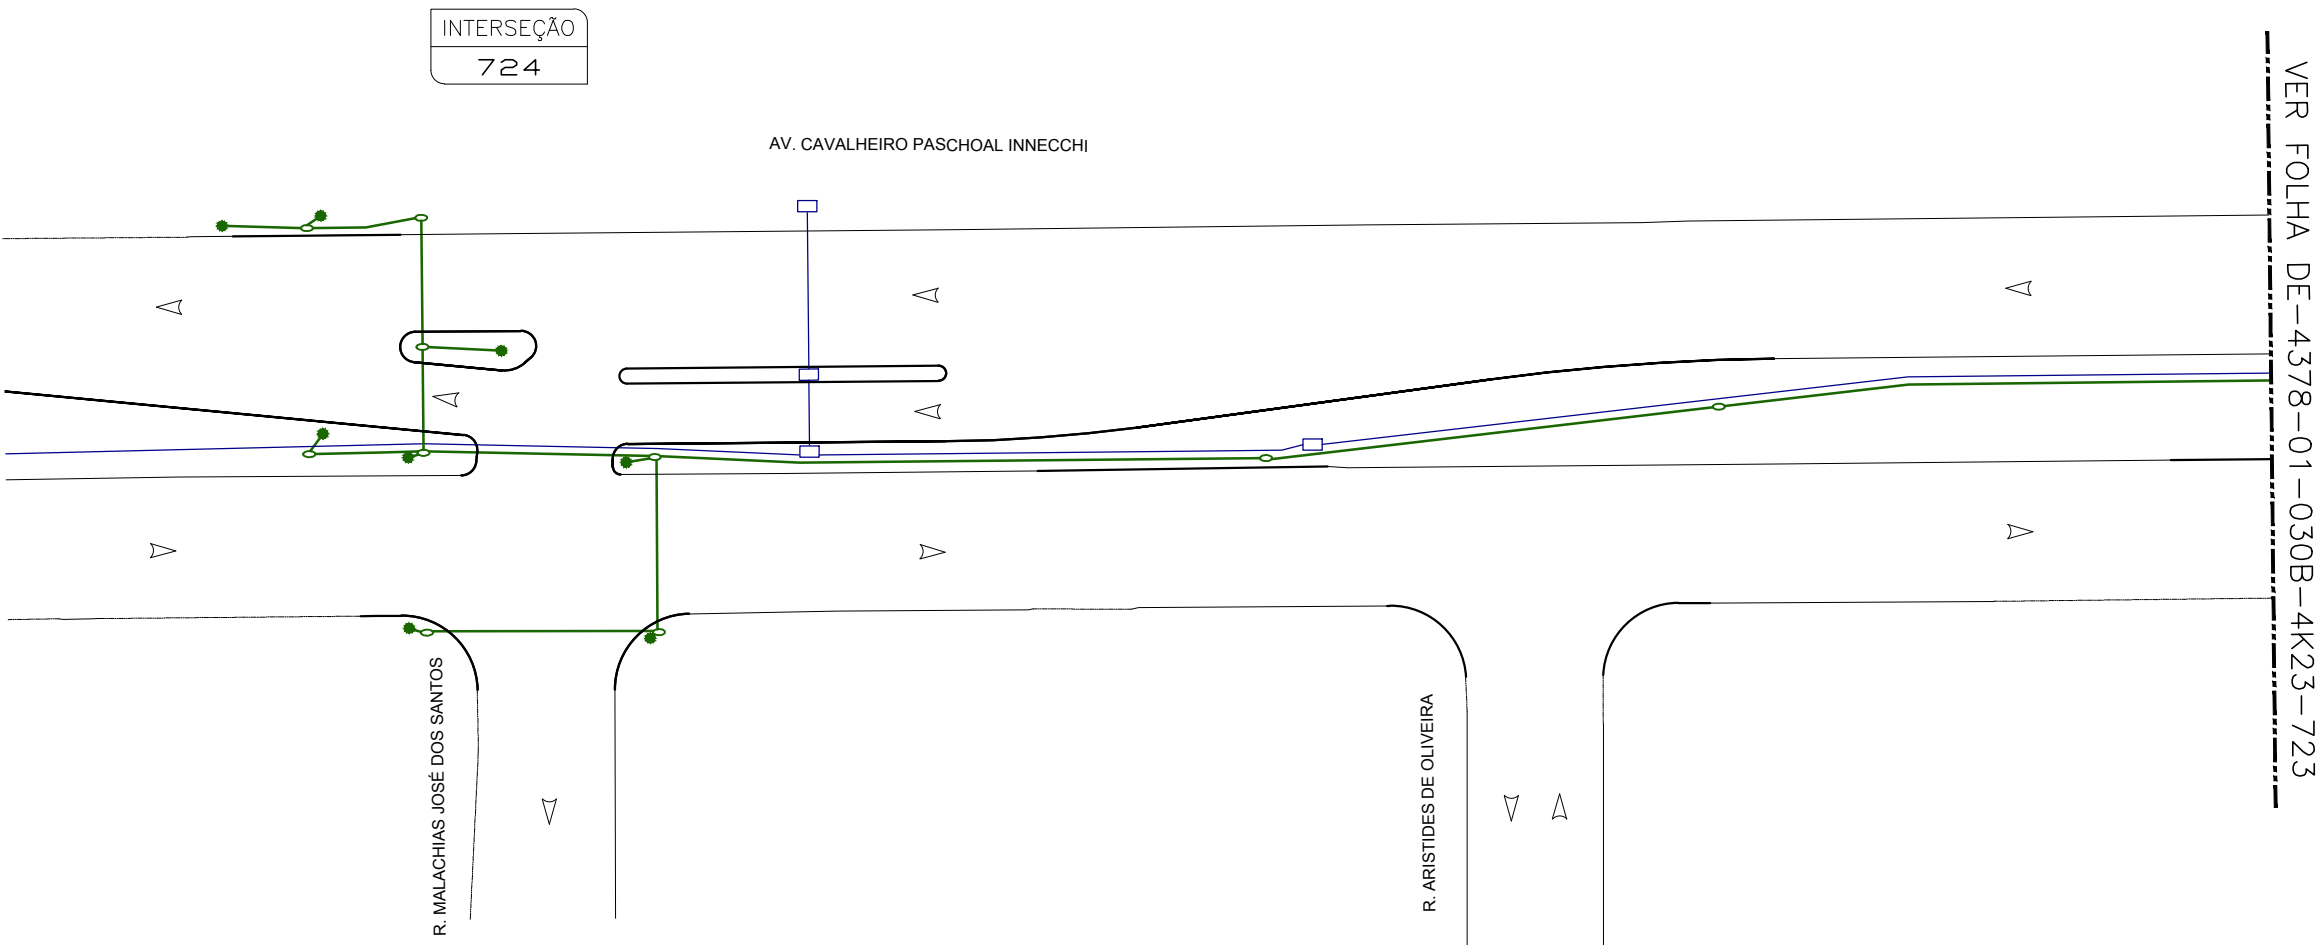 INTERSEÇÃO
724
AV. CAVALHEIRO PASCHOAL INNECCHI
R. MALACHIAS JOSÉ DOS SANTOS
R. ARISTIDES DE OLIVEIRA
VER FOLHA DE-4378-01-030B-4K23-723